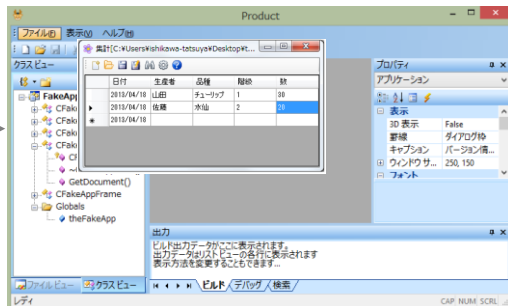 Product
ファイル(F) 表示(V) ヘルプ(H)
集計[C:¥Users¥ishikawa-tatsuya¥Desktop¥t...
クラス ビュー
日付 生産者 品種 階級 数
2013/04/18 山田 チューリップ 1 30
2013/04/18 佐藤 水仙 2 20
2013/04/18
FakeApp
CFak
CFak
CFak
CFak
GetDocument()
CFakeAppFrame
Globals
theFakeApp
ファイル ビュー クラス ビュー
プロパティ
アプリケーション
表示
3D 表示 False
罫線 ダイアログ枠
キャプション バージョン情...
ウィンドウ サ... 250, 150
フォント
出力
ビルド出力データがここに表示されます。
出力データはリストビューの各行に表示されます
表示方法を変更することもできます...
ビルド デバッグ 検索
レディ
CAP NUM SCRL